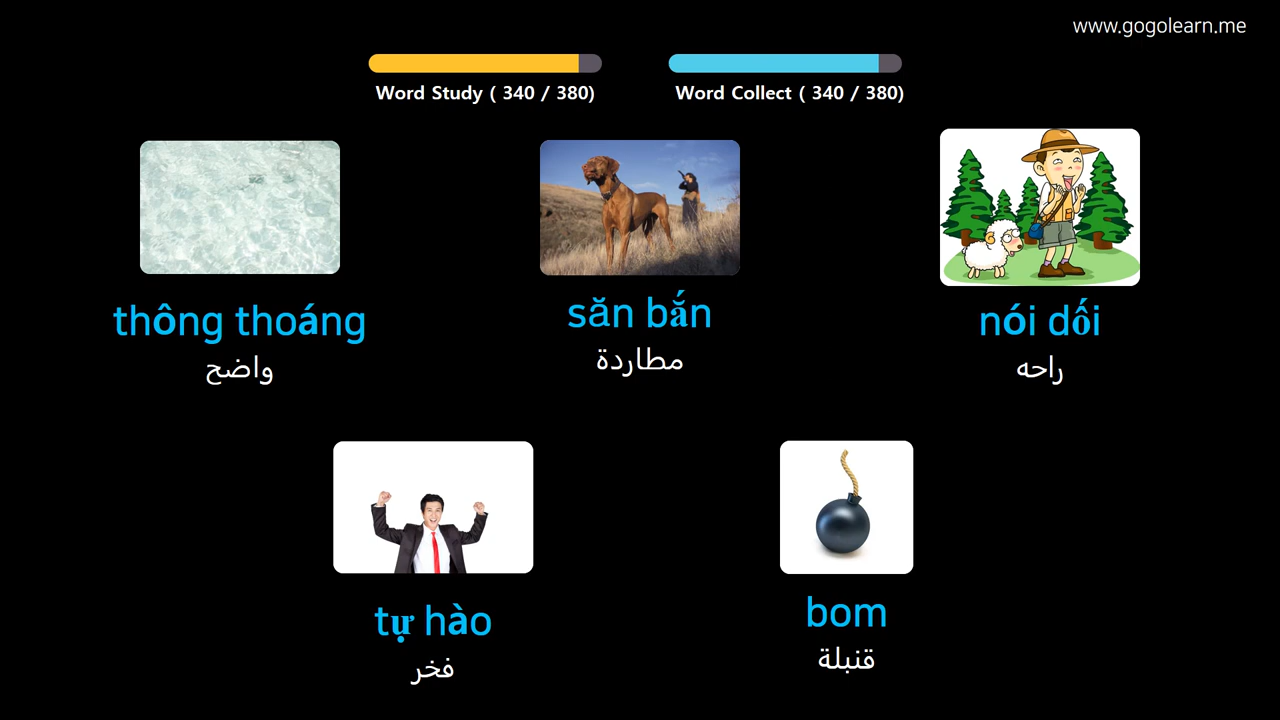 www.gogolearn.me
Word Study ( 340 / 380)
Word Collect ( 340 / 380)
thông thoáng
واضح
săn bắn
مطاردة
nói dối
راحه
tự hào
فخر
bom
قنبلة